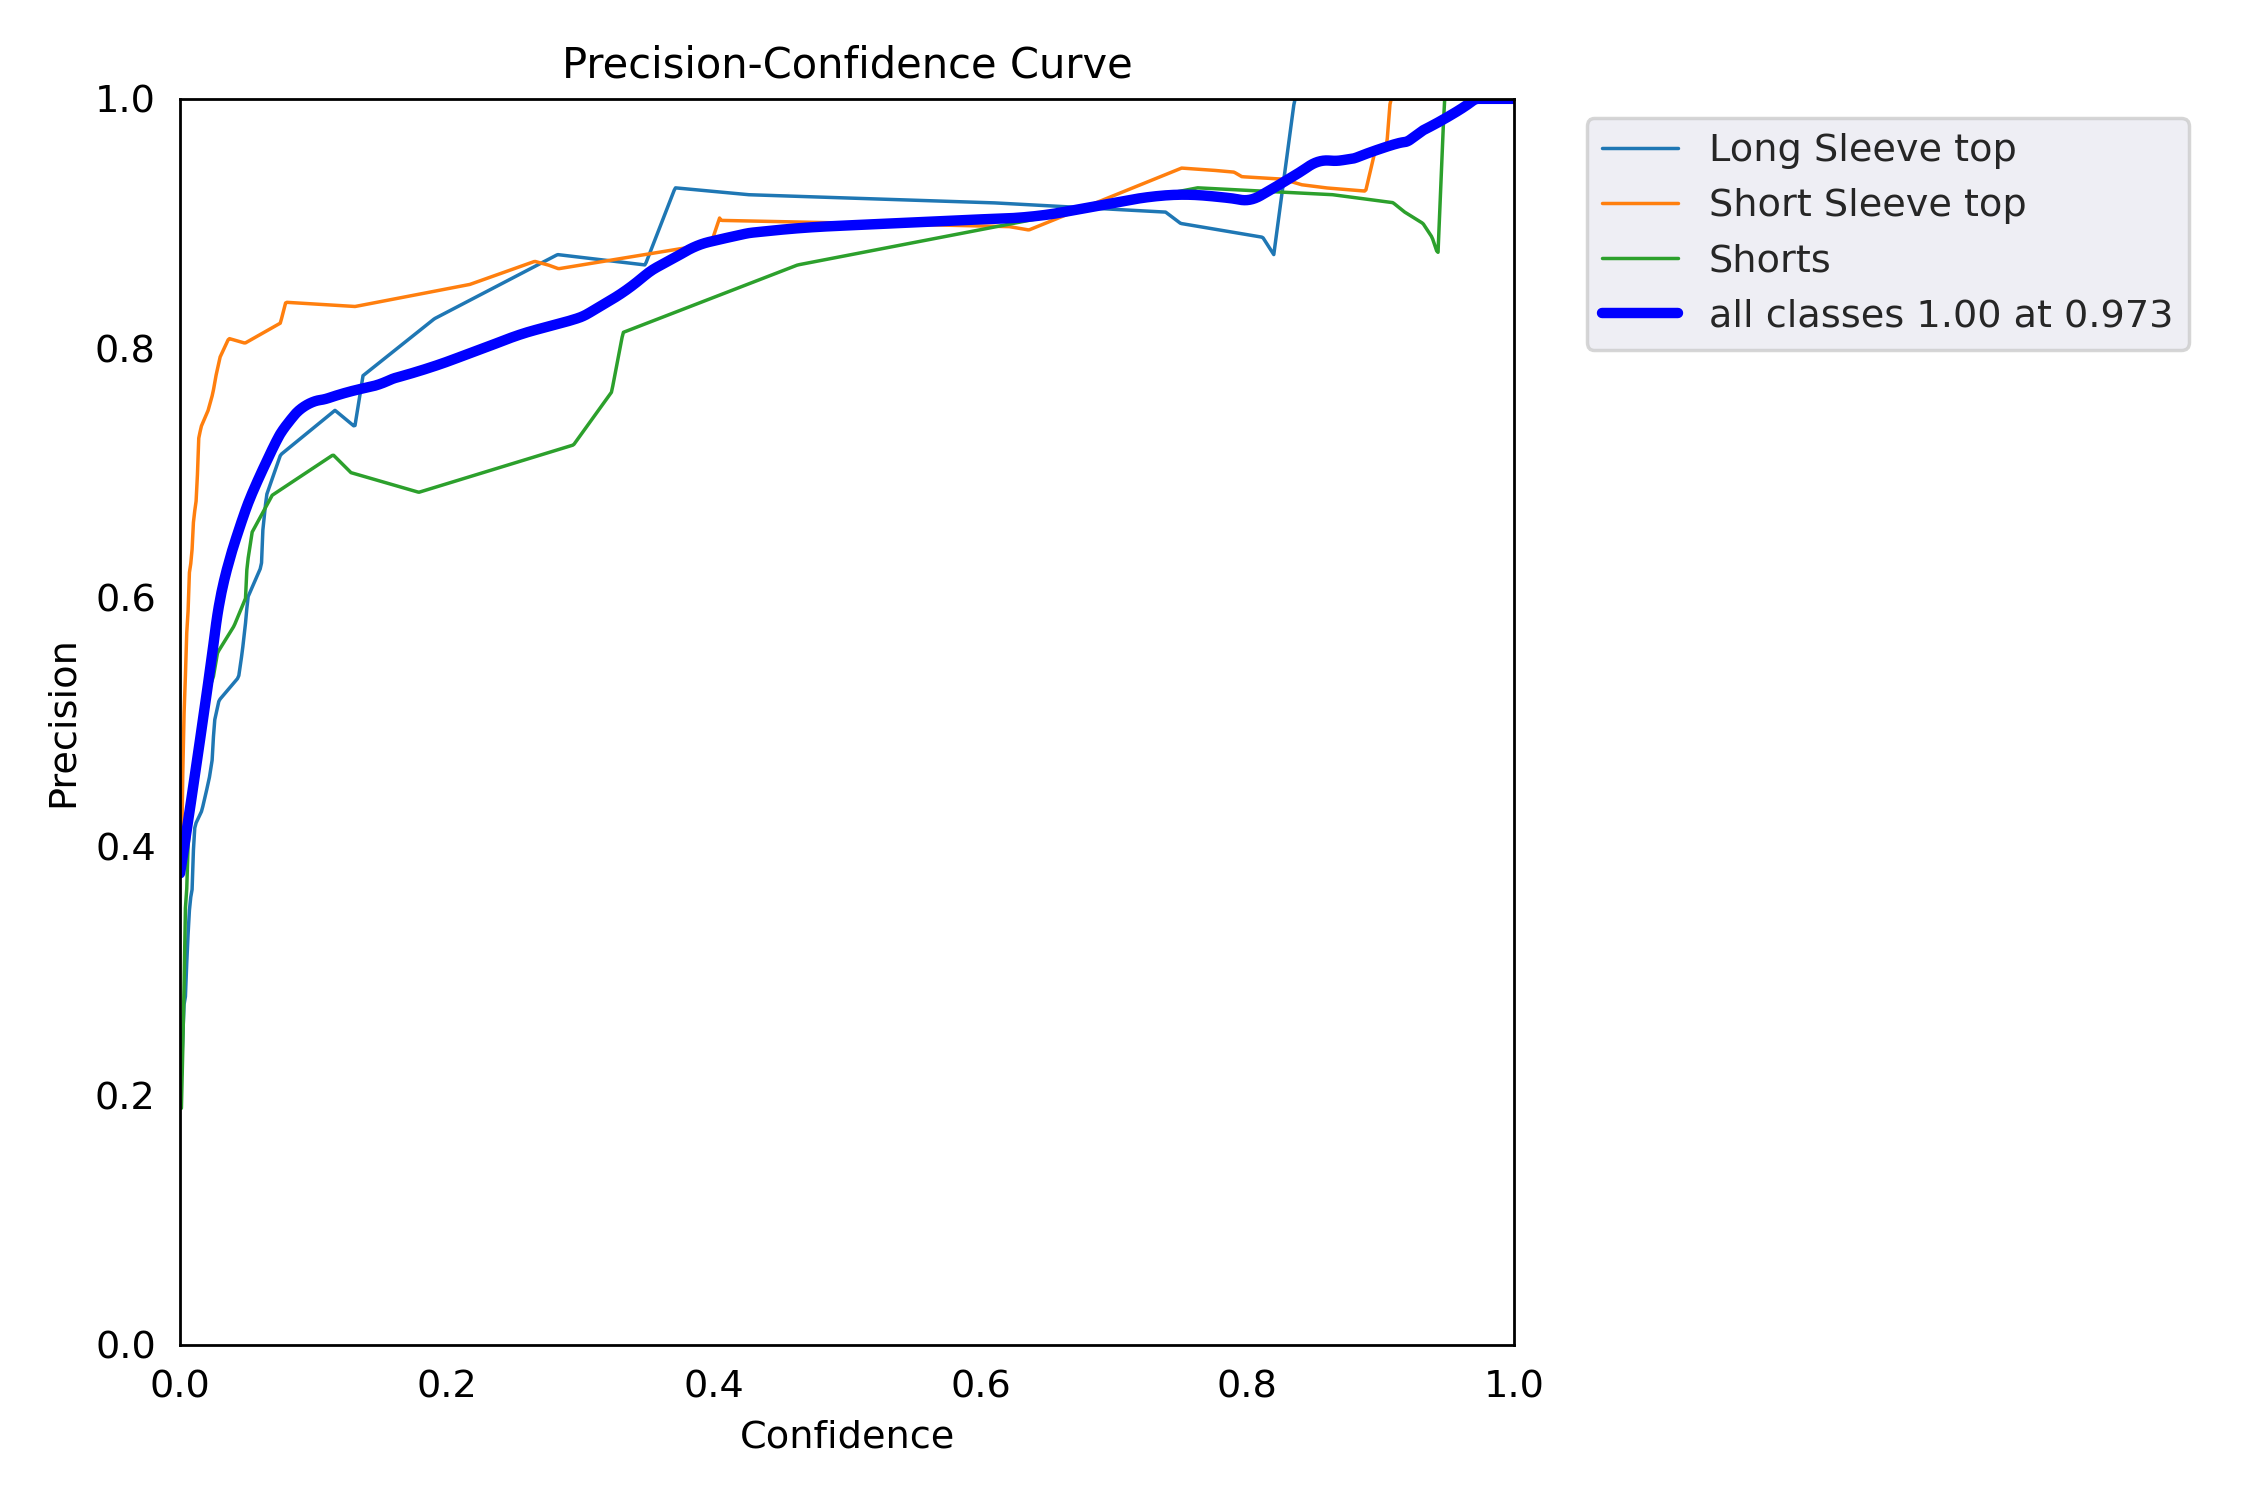 Precision-Confidence Curve
1.0
0.8
0.6
0.4
0.2
0.0
Precision
0.0 0.2 0.4 0.6 0.8 1.0
Confidence
Long Sleeve top
Short Sleeve top
Shorts
all classes 1.00 at 0.973